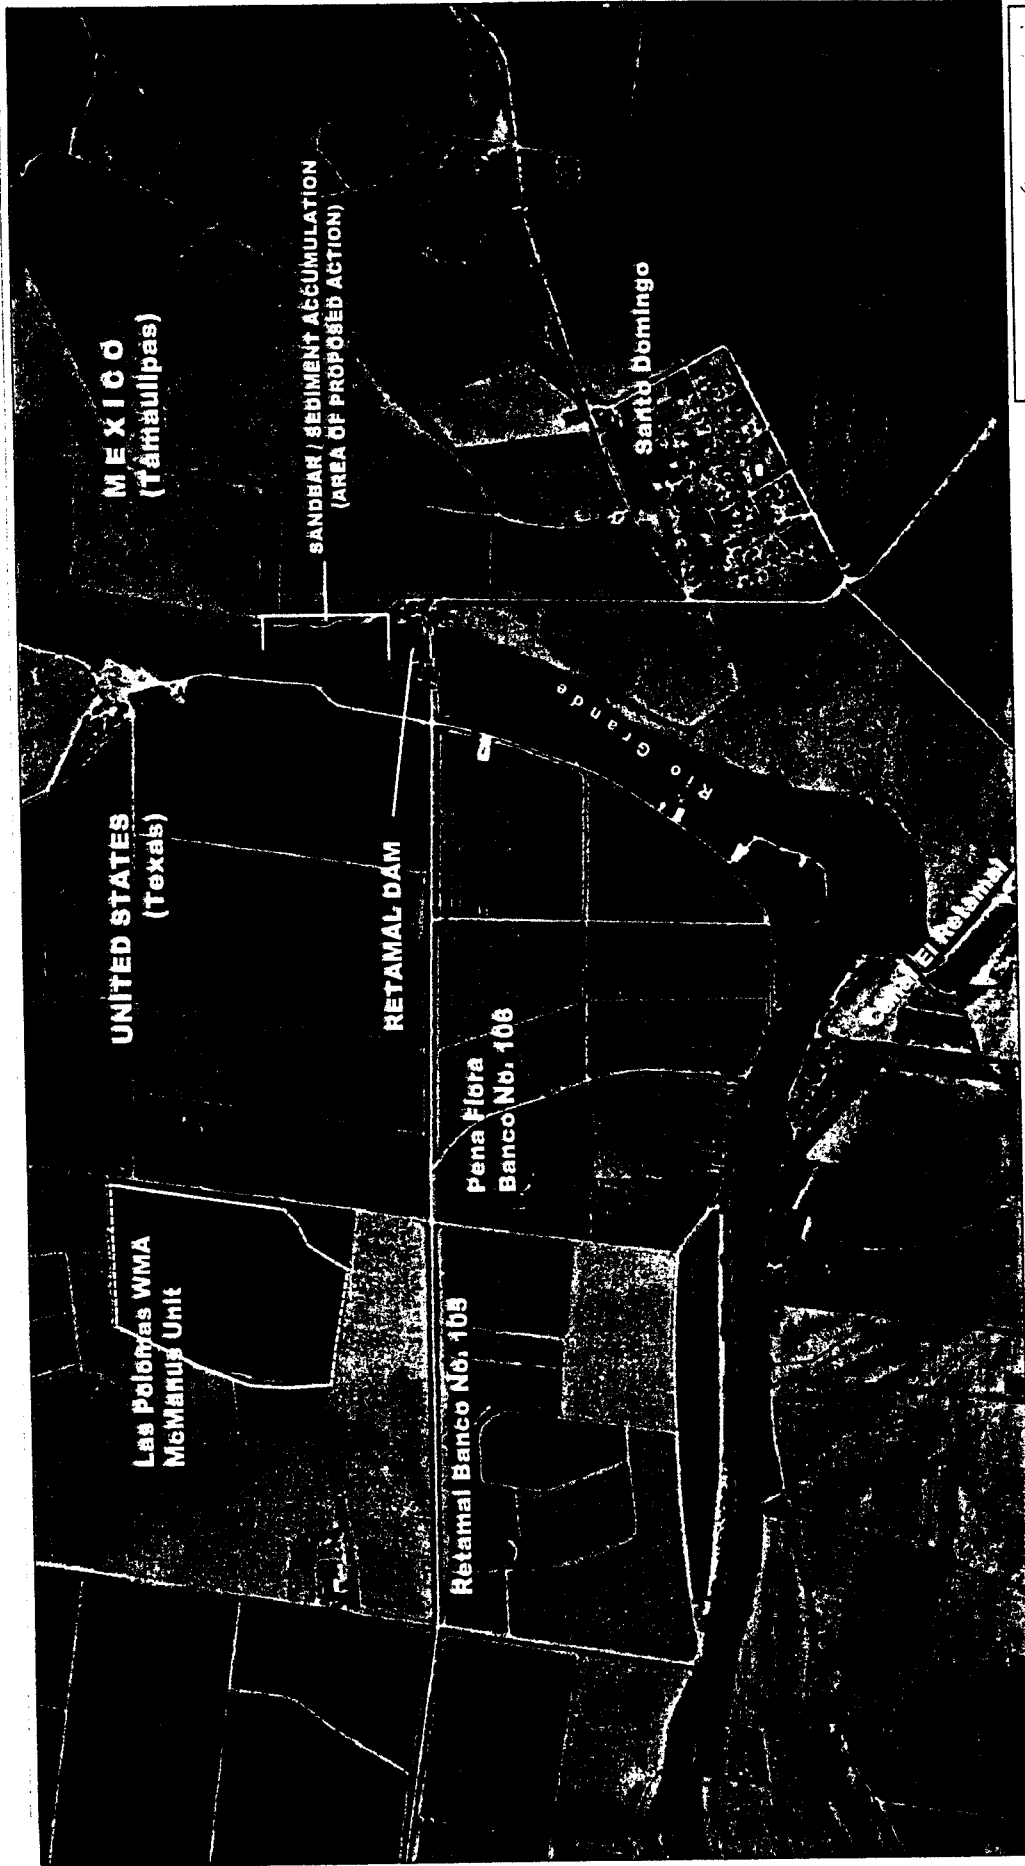 MEXICO
(Tamaulipas)
UNITED STATES
(Texas)
Las Palomas WMA
McManus Unit
SANDBAR / SEDIMENT ACCUMULATION
(AREA OF PROPOSED ACTION)
RETAMAL DAM
Pena Flora
Banco No. 106
Retamal Banco No. 105
Rio Grande
Santo Domingo
Canal El Retamal